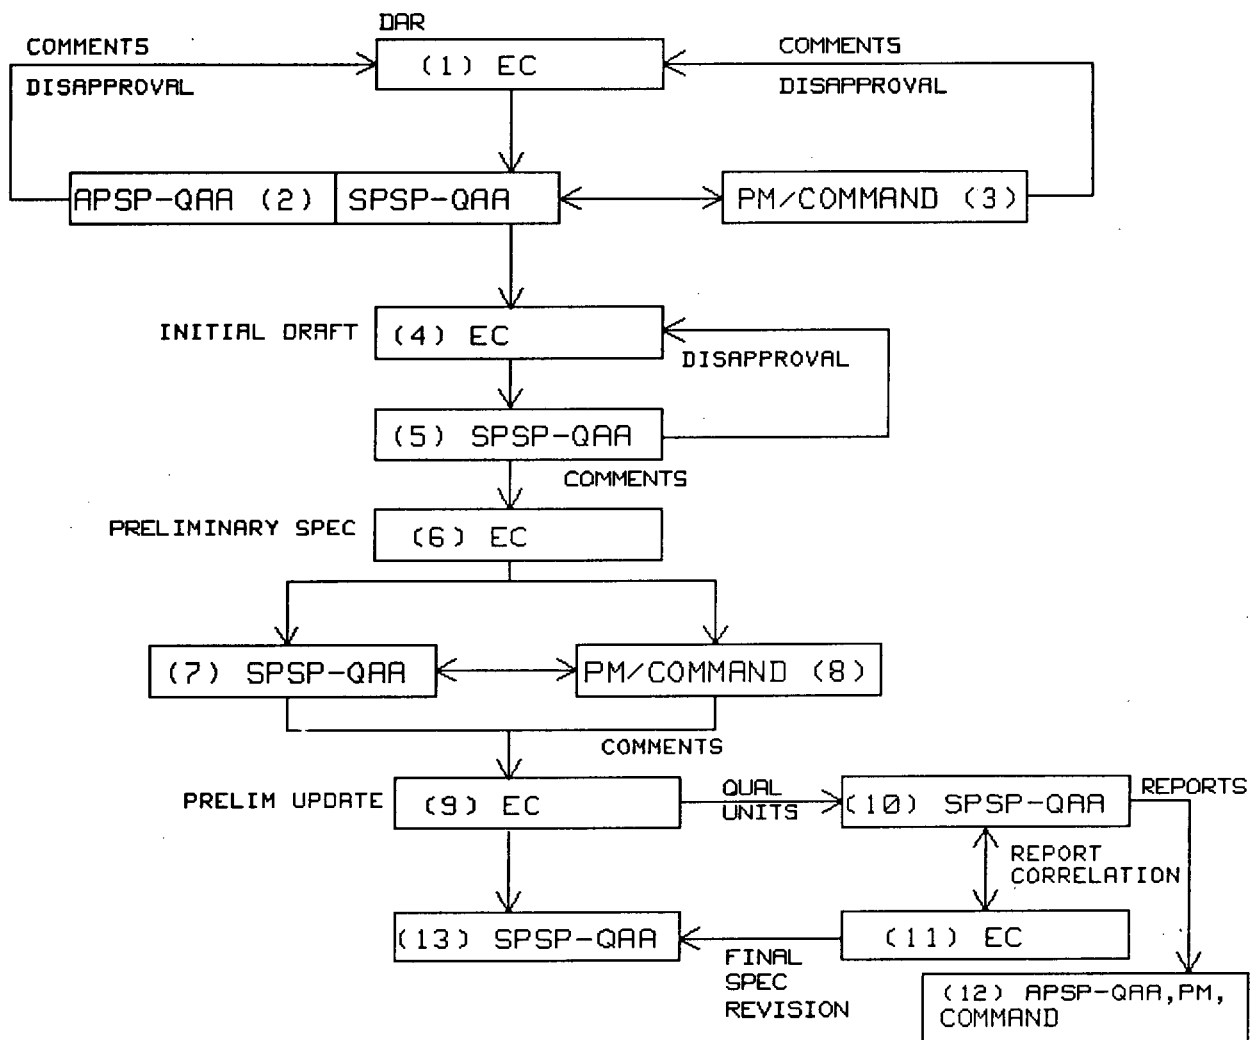 DAR
COMMENTS
DISAPPROVAL
(1) EC
COMMENTS
DISAPPROVAL
APSP-QAA (2)
SPSP-QAA
PM/COMMAND (3)
INITIAL DRAFT
(4) EC
DISAPPROVAL
(5) SPSP-QAA
COMMENTS
PRELIMINARY SPEC
(6) EC
(7) SPSP-QAA
PM/COMMAND (8)
COMMENTS
PRELIM UPDATE
(9) EC
QUAL
UNITS
(10) SPSP-QAA
REPORTS
REPORT
CORRELATION
(13) SPSP-QAA
(11) EC
FINAL
SPEC
REVISION
(12) APSP-QAA,PM,
COMMAND